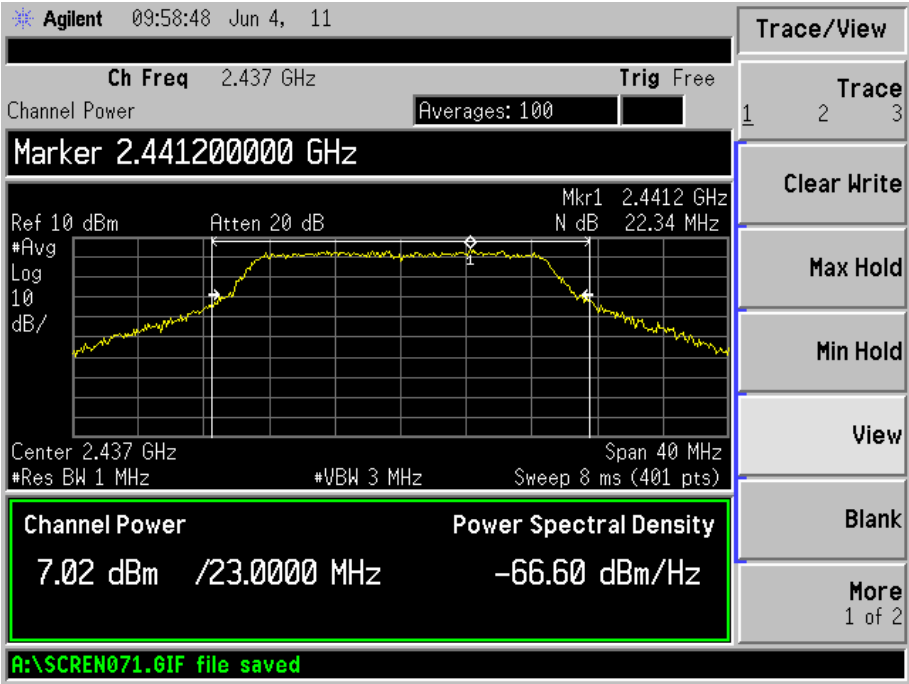 Agilent 09:58:48 Jun 4, 11
Trace/View
Ch Freq 2.437 GHz Trig Free
Channel Power Averages: 100
Trace
1 2 3
Marker 2.441200000 GHz
Clear Write
Mkr1 2.4412 GHz
Ref 10 dBm Atten 20 dB N dB 22.34 MHz
#Avg
Log
10
dB/
1
Max Hold
Min Hold
View
Center 2.437 GHz Span 40 MHz
#Res BW 1 MHz #VBW 3 MHz Sweep 8 ms (401 pts)
Channel Power Power Spectral Density
7.02 dBm /23.0000 MHz -66.60 dBm/Hz
Blank
More
1 of 2
A:\SCREN071.GIF file saved